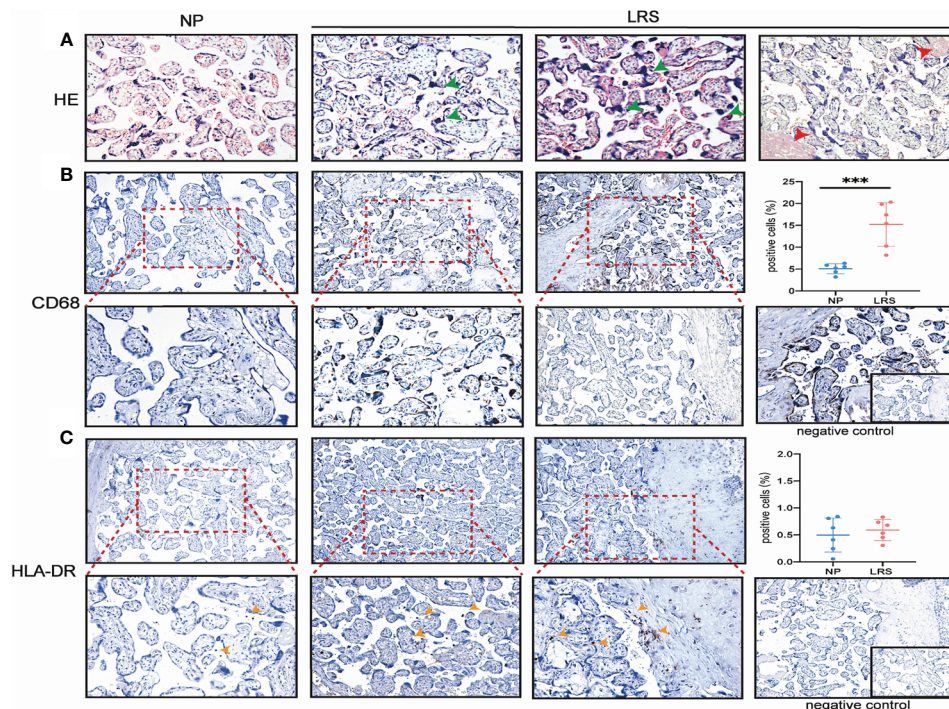 NP
LRS
A
HE
B
CD68
25
20
15
10
5
0
positive cells (%)
***
NP
LRS
negative control
C
HLA-DR
2.0
1.5
1.0
0.5
0.0
positive cells (%)
NP
LRS
negative control